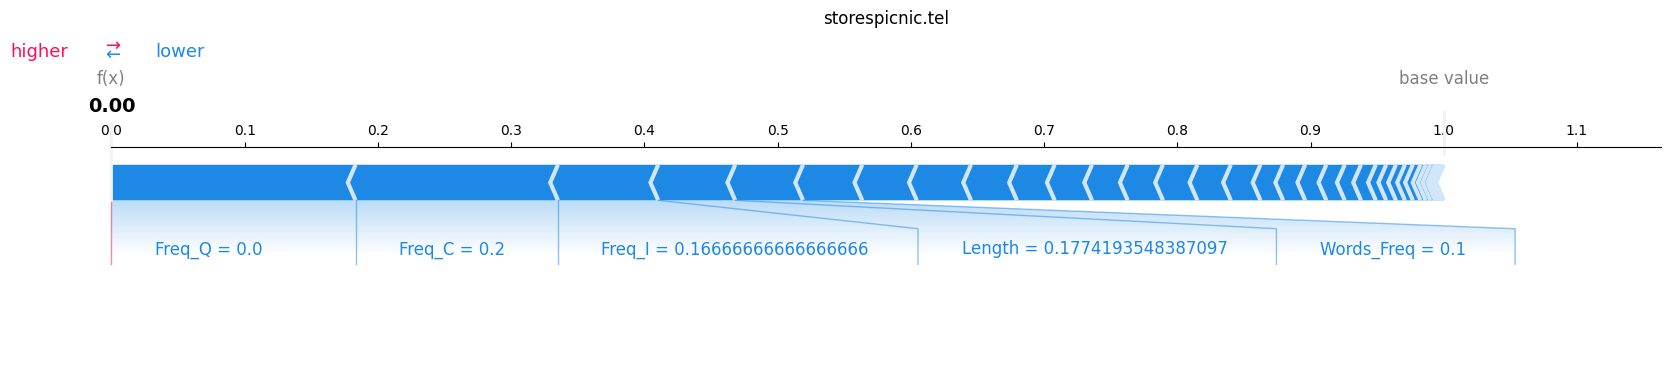 storespicnic.tel
higher → ← lower
f(x) base value
0.00
0.0 0.1 0.2 0.3 0.4 0.5 0.6 0.7 0.8 0.9 1.0 1.1
Freq_Q = 0.0 Freq_C = 0.2 Freq_I = 0.16666666666666666 Length = 0.1774193548387097 Words_Freq = 0.1